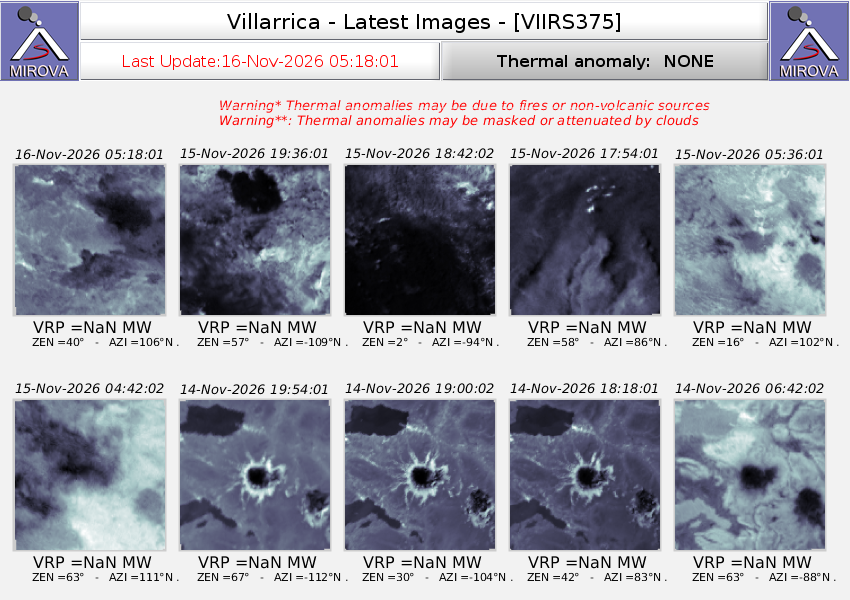 Villarrica - Latest Images - [VIIRS375]
MIROVA
Last Update:16-Nov-2026 05:18:01
Thermal anomaly: NONE
MIROVA
Warning* Thermal anomalies may be due to fires or non-volcanic sources
Warning**: Thermal anomalies may be masked or attenuated by clouds
16-Nov-2026 05:18:01
15-Nov-2026 19:36:01
15-Nov-2026 18:42:02
15-Nov-2026 17:54:01
15-Nov-2026 05:36:01
VRP =NaN MW
VRP =NaN MW
VRP =NaN MW
VRP =NaN MW
VRP =NaN MW
ZEN =40° - AZI =106°N .
ZEN =57° - AZI =-109°N .
ZEN =2° - AZI =-94°N .
ZEN =58° - AZI =86°N .
ZEN =16° - AZI =102°N .
15-Nov-2026 04:42:02
14-Nov-2026 19:54:01
14-Nov-2026 19:00:02
14-Nov-2026 18:18:01
14-Nov-2026 06:42:02
VRP =NaN MW
VRP =NaN MW
VRP =NaN MW
VRP =NaN MW
VRP =NaN MW
ZEN =63° - AZI =111°N .
ZEN =67° - AZI =-112°N .
ZEN =30° - AZI =-104°N .
ZEN =42° - AZI =83°N .
ZEN =63° - AZI =-88°N .